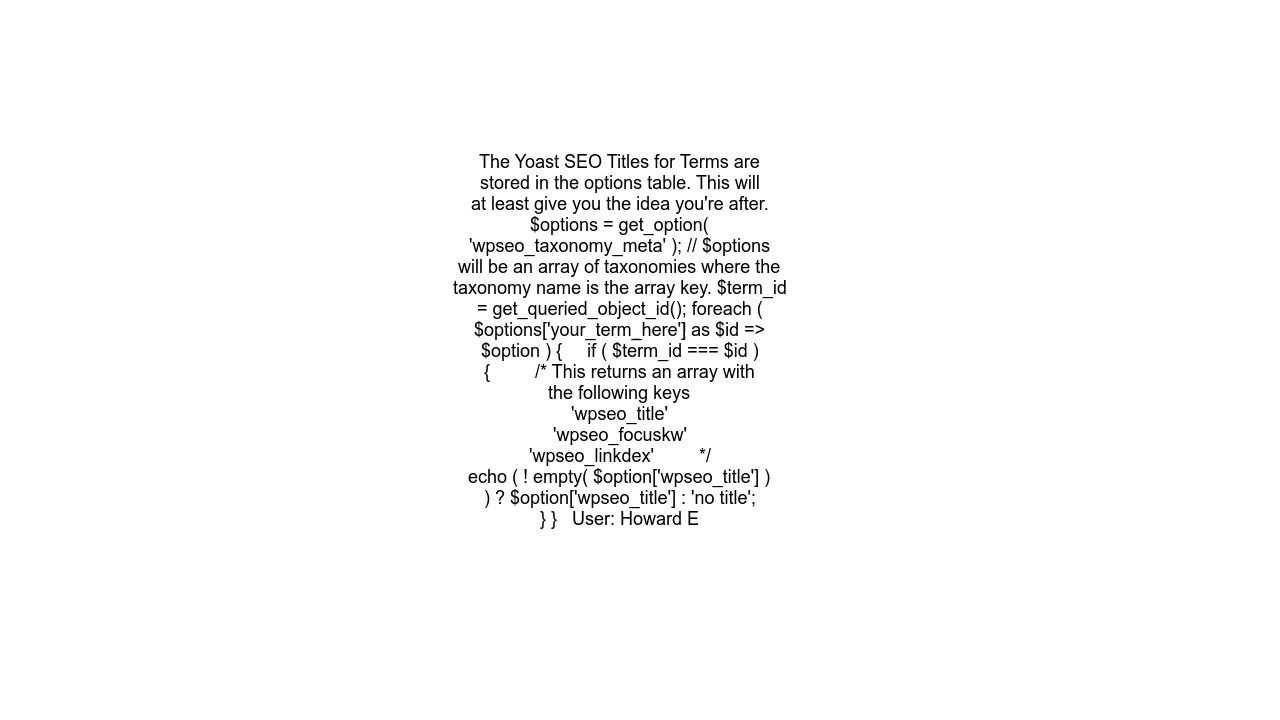 The Yoast SEO Titles for Terms are
stored in the options table. This will
at least give you the idea you're after.
$options = get_option(
'wpseo_taxonomy_meta' ); // $options
will be an array of taxonomies where the
taxonomy name is the array key. $term_id
= get_queried_object_id(); foreach (
$options['your_term_here'] as $id =>
$option ) {     if ( $term_id === $id )
{         /* This returns an array with
the following keys
'wpseo_title'
'wpseo_focuskw'
'wpseo_linkdex'         */
echo ( ! empty( $option['wpseo_title'] )
) ? $option['wpseo_title'] : 'no title';
} }   User: Howard E